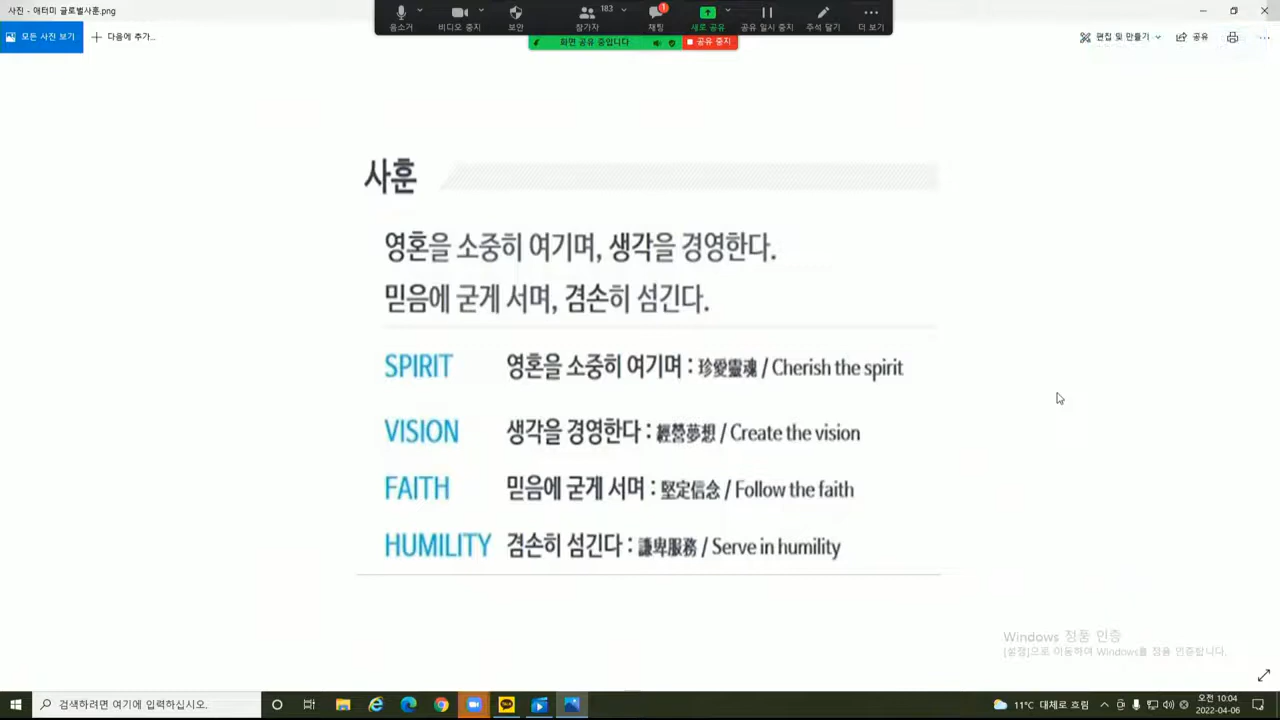 사진 - 애터미 글로벌사훈.png
음소거
비디오 중지
보안
183
참가자
1
채팅
새로 공유
공유 일시 중지
주석 달기
더 보기
모든 사진 보기
다음에 추가...
화면 공유 중입니다
공유 중지
편집 및 만들기
공유
사훈
영혼을 소중히 여기며, 생각을 경영한다.
믿음에 굳게 서며, 겸손히 섬긴다.
SPIRIT 영혼을 소중히 여기며 : 珍愛靈魂 / Cherish the spirit
VISION 생각을 경영한다 : 經營夢想 / Create the vision
FAITH 믿음에 굳게 서며 : 堅定信念 / Follow the faith
HUMILITY 겸손히 섬긴다 : 謙卑服務 / Serve in humility
Windows 정품 인증
[설정]으로 이동하여 Windows를 정품 인증합니다.
검색하려면 여기에 입력하십시오.
11°C 대체로 흐림
오전 10:04
2022-04-06